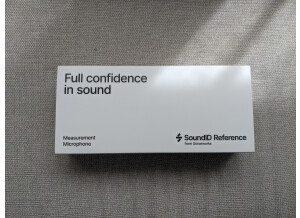 Full confidence
in sound
Measurement
Microphone
SoundID Reference
from Sonarworks